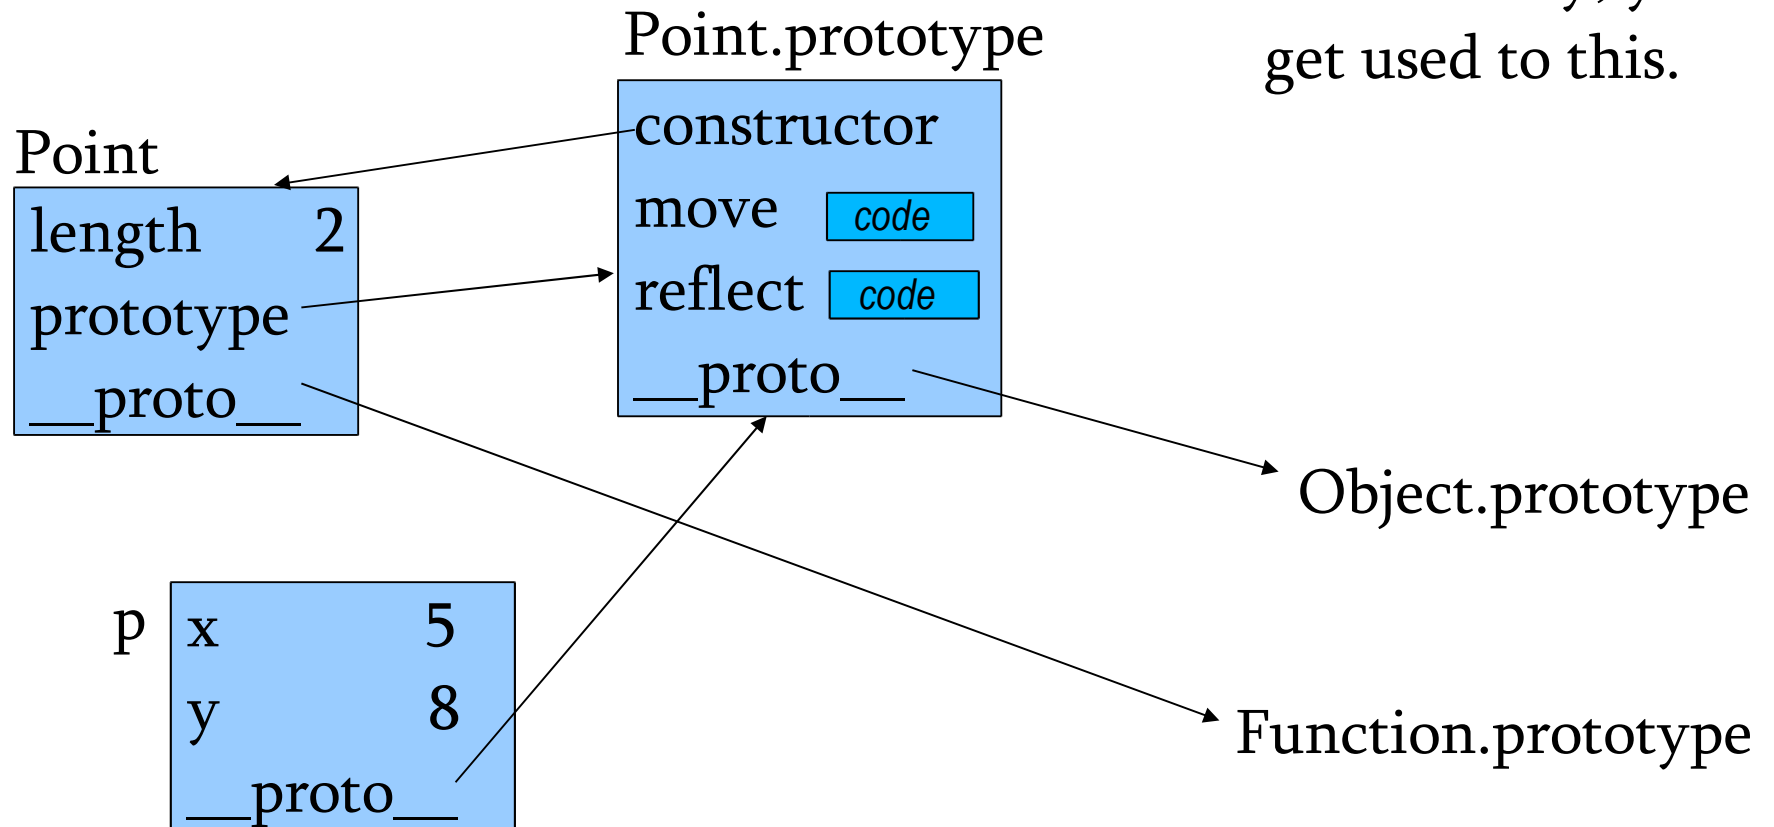 Point.prototype
get used to this.
constructor
move code
reflect code
__proto__
Point
length 2
prototype
__proto__
Object.prototype
p
x 5
y 8
__proto__
Function.prototype